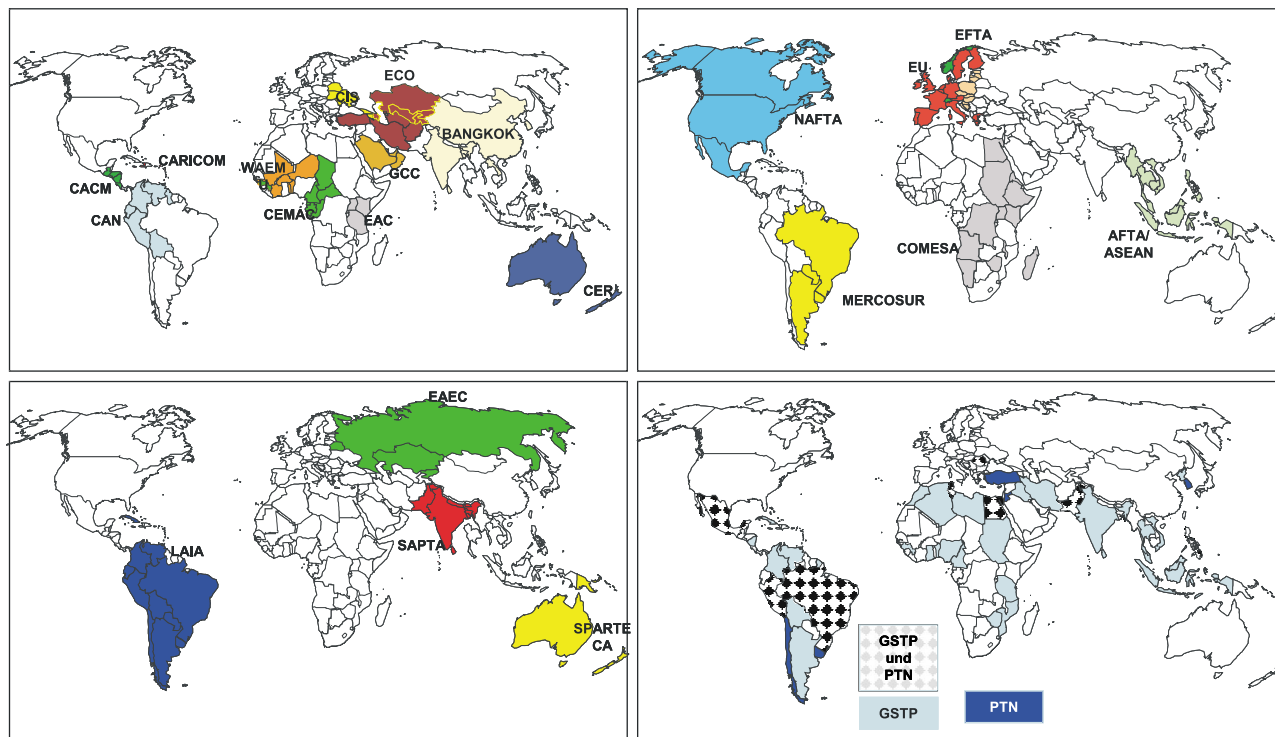 ECO
CIS
BANGKOK
CARICOM
WAEM
GCC
CACM
CEMAC
CAN
EAC
CER
EFTA
EU
NAFTA
COMESA
AFTA/
ASEAN
MERCOSUR
EAEC
LAIA
SAPTA
SPARTE
CA
GSTP
und
PTN
GSTP
PTN